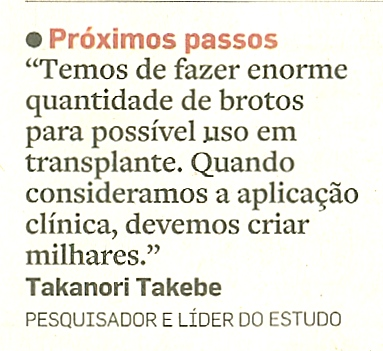 ● Próximos passos
“Temos de fazer enorme
quantidade de brotos
para possível uso em
transplante. Quando
consideramos a aplicação
clínica, devemos criar
milhares.”
Takanori Takebe
PESQUISADOR E LÍDER DO ESTUDO